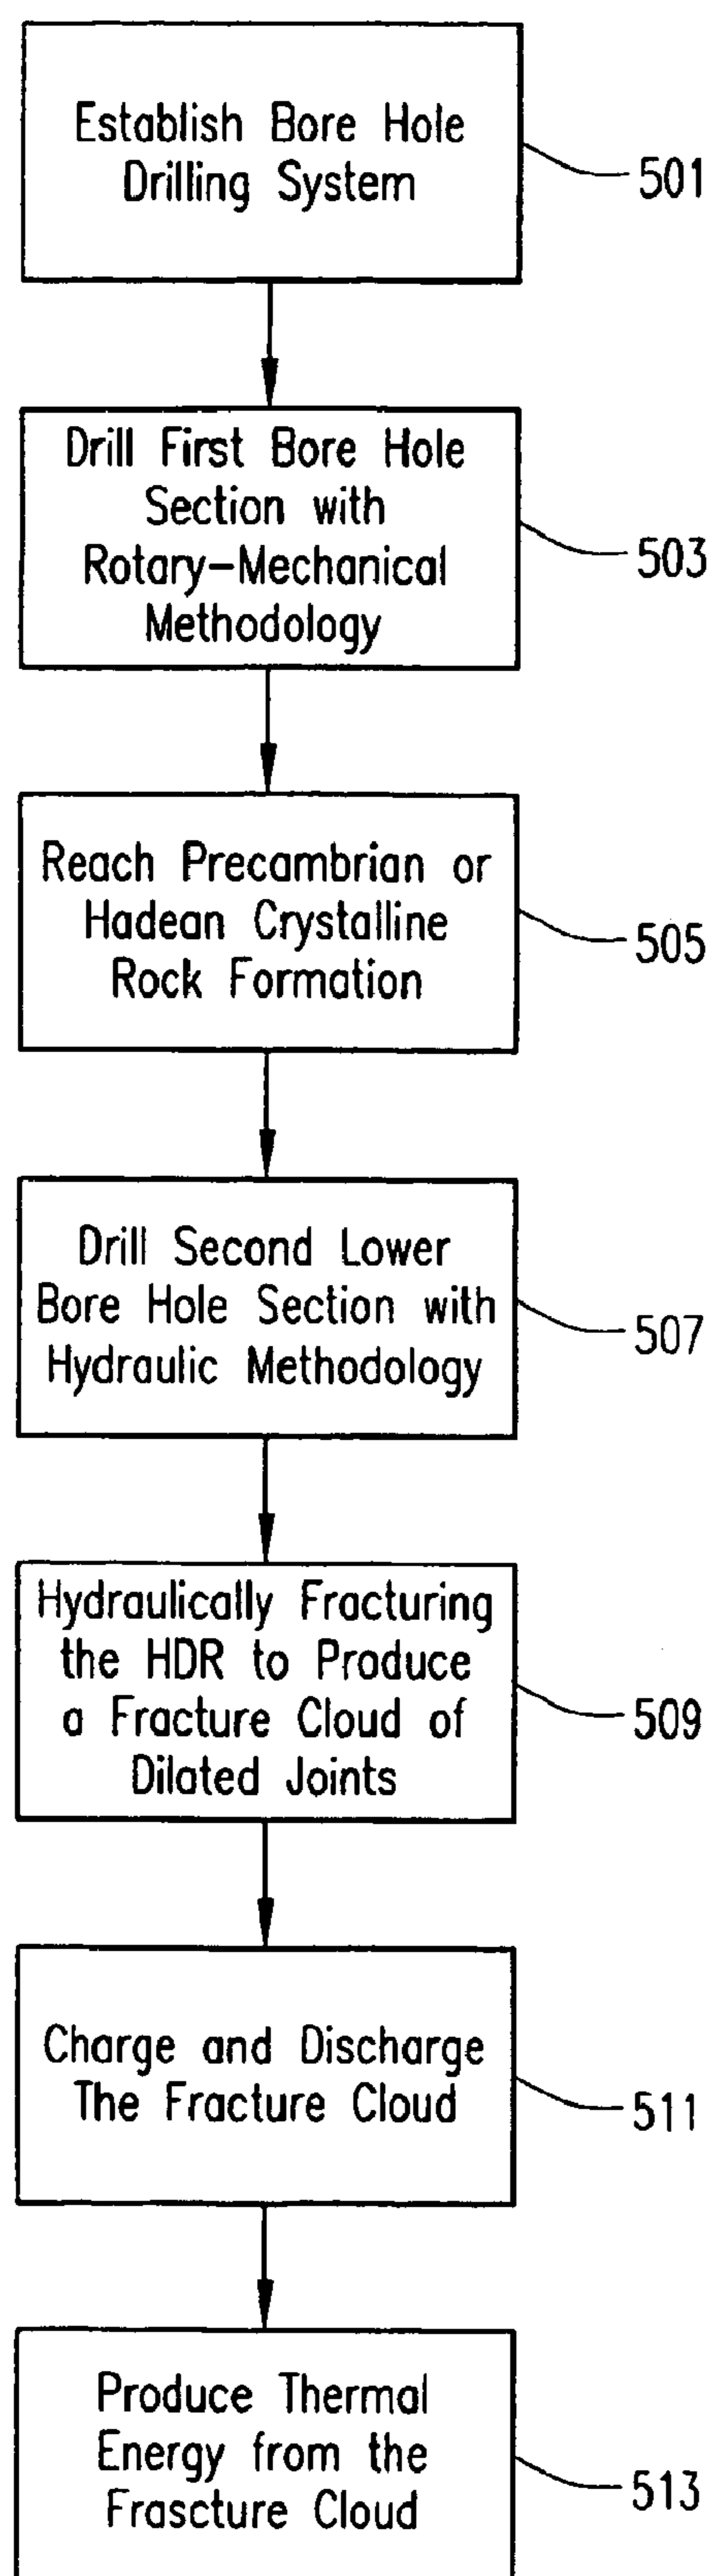 Establish Bore Hole
Drilling System
501
Drill First Bore Hole
Section with
Rotary-Mechanical
Methodology
503
Reach Precambrian or
Hadean Crystalline
Rock Formation
505
Drill Second Lower
Bore Hole Section with
Hydraulic Methodology
507
Hydraulically Fracturing
the HDR to Produce
a Fracture Cloud of
Dilated Joints
509
Charge and Discharge
The Fracture Cloud
511
Produce Thermal
Energy from the
Frascture Cloud
513